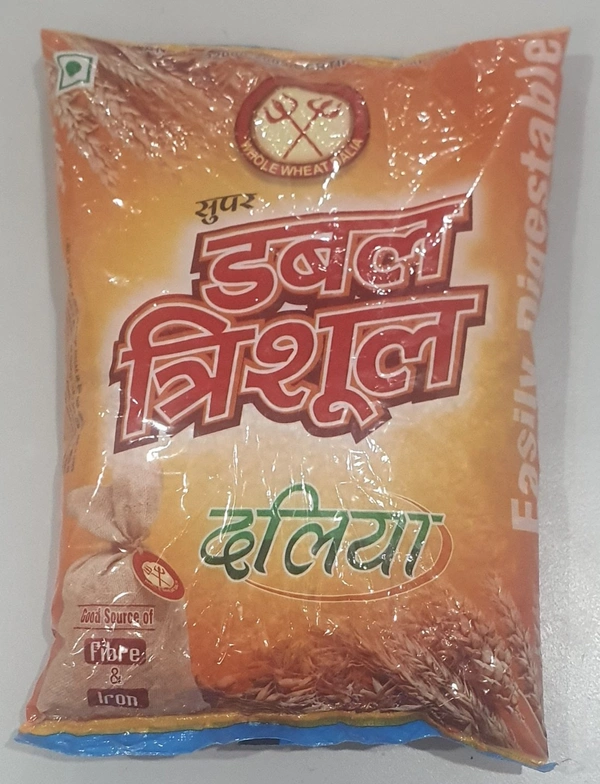 WHOLE WHEAT DALIA
सुपर
डबल
त्रिशूल
दलिया
Good Source of
Fibre
&
Iron
Easily Digestable